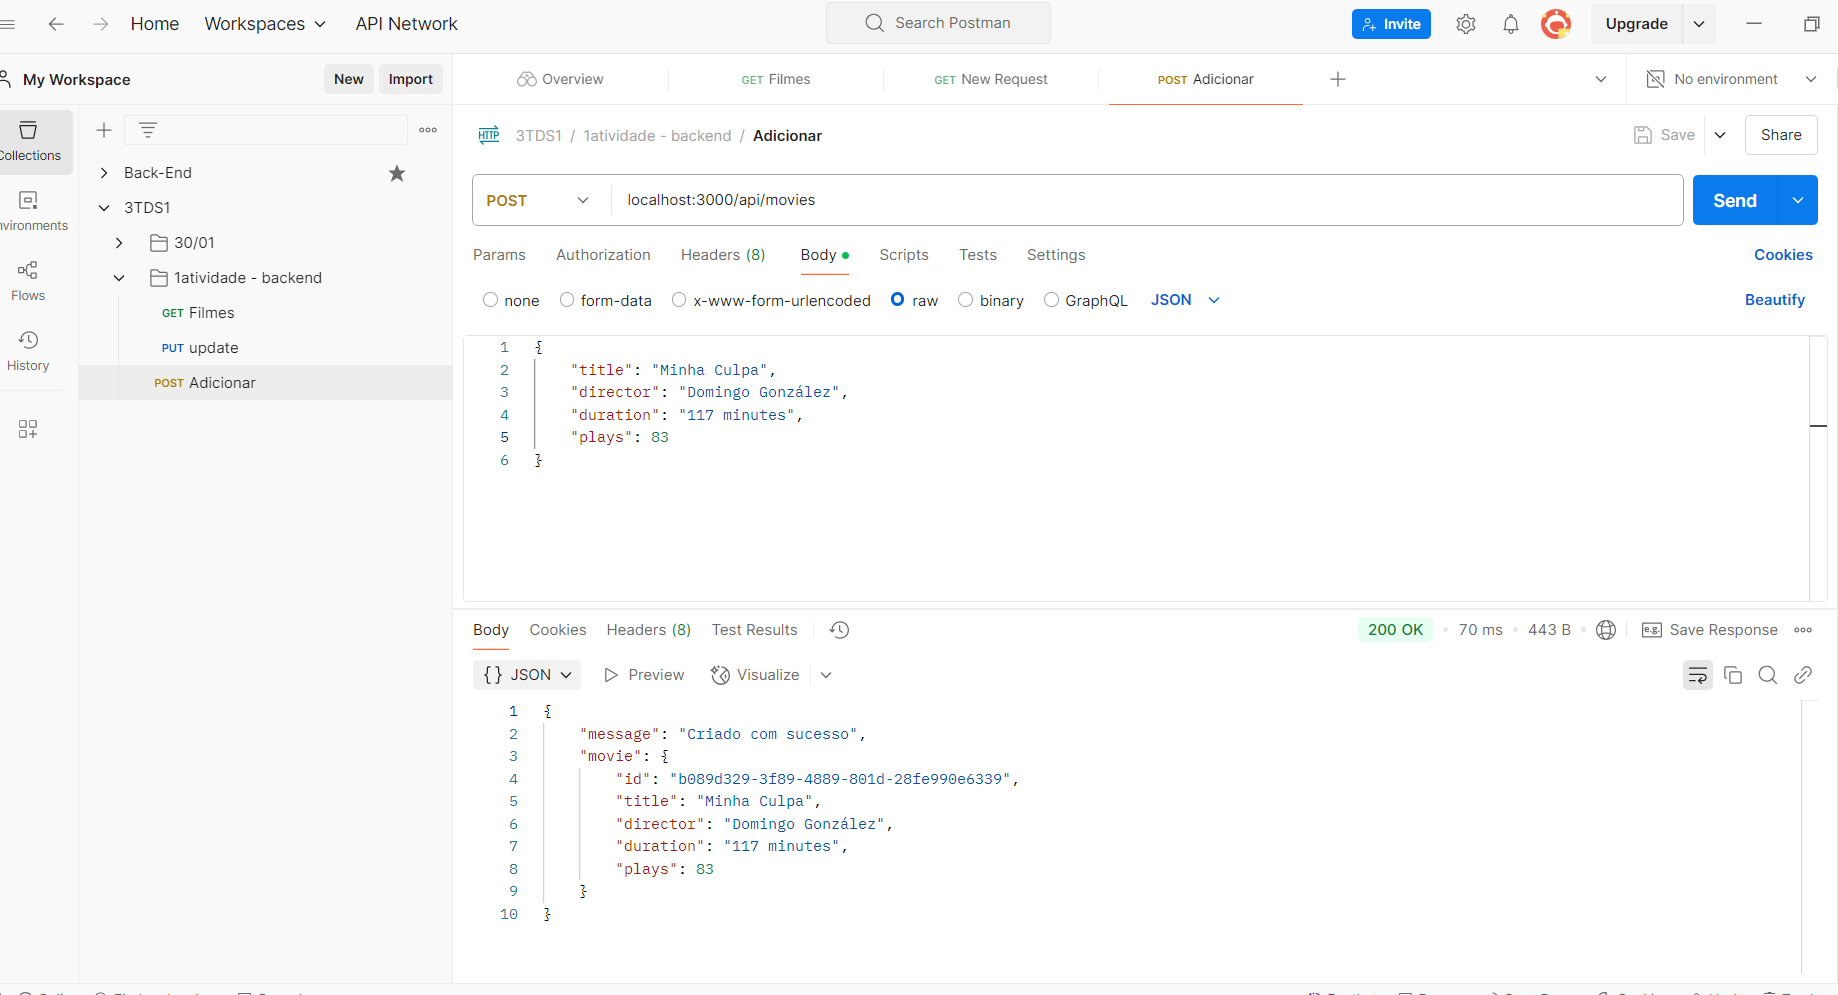 Home Workspaces API Network Search Postman Invite Upgrade
My Workspace New Import Overview GET Filmes GET New Request POST Adicionar No environment
Collections
Environments
Flows
History
Back-End
3TDS1
30/01
1atividade - backend
GET Filmes
PUT update
POST Adicionar
HTTP 3TDS1 / 1atividade - backend / Adicionar Save Share
POST localhost:3000/api/movies Send
Params Authorization Headers (8) Body Scripts Tests Settings Cookies
none form-data x-www-form-urlencoded raw binary GraphQL JSON Beautify
1 {
2 "title": "Minha Culpa",
3 "director": "Domingo González",
4 "duration": "117 minutes",
5 "plays": 83
6 }
Body Cookies Headers (8) Test Results 200 OK 70 ms 443 B e.g. Save Response
{} JSON Preview Visualize
1 {
2 "message": "Criado com sucesso",
3 "movie": {
4 "id": "b089d329-3f89-4889-801d-28fe990e6339",
5 "title": "Minha Culpa",
6 "director": "Domingo González",
7 "duration": "117 minutes",
8 "plays": 83
9 }
10 }